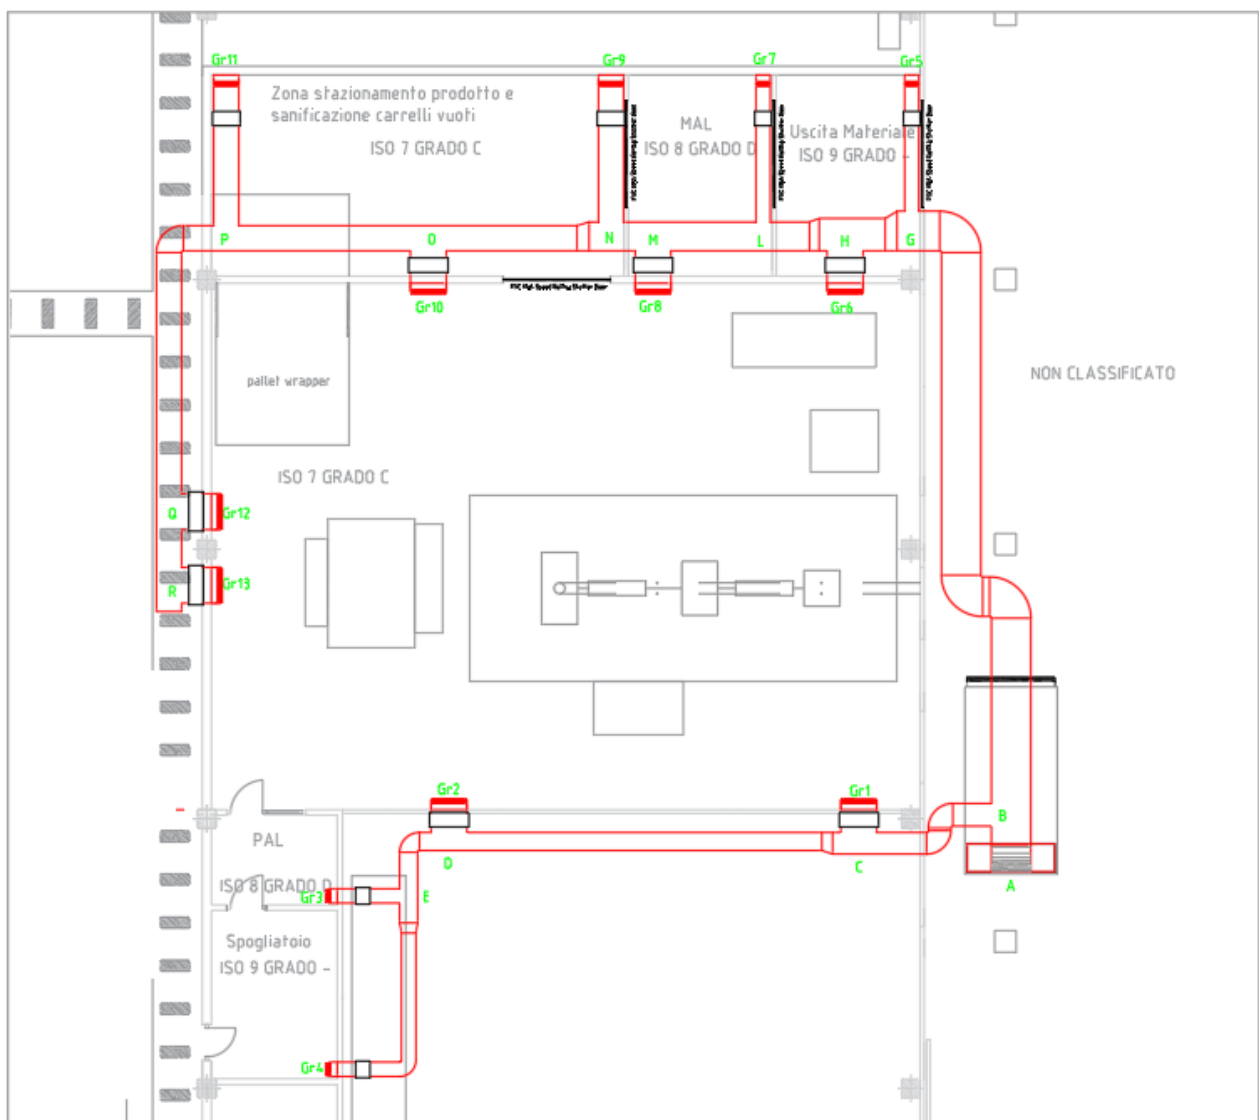 Gr11
Gr9
Gr7
Gr5
Zona stazionamento prodotto e
sanificazione carrelli vuoti
ISO 7 GRADO C
MAL
ISO 8 GRADO D
Uscita Materiale
ISO 9 GRADO -
P
O
N
M
L
H
G
Gr10
Gr8
Gr6
pallet wrapper
NON CLASSIFICATO
ISO 7 GRADO C
Q
Gr12
R
Gr13
Gr2
Gr1
B
PAL
D
C
A
ISO 8 GRADO D
Gr3
E
Spogliatoio
ISO 9 GRADO -
Gr4